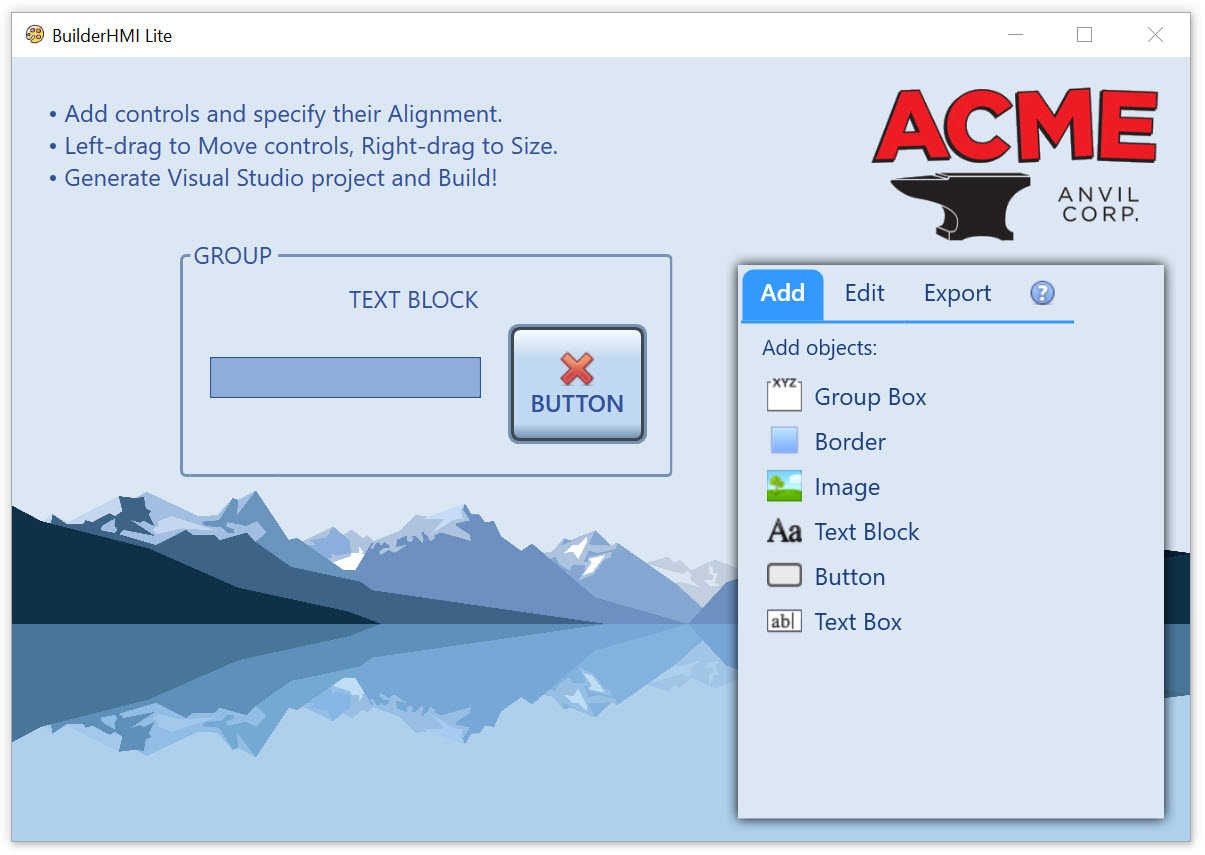 BuilderHMI Lite
• Add controls and specify their Alignment.
• Left-drag to Move controls, Right-drag to Size.
• Generate Visual Studio project and Build!
ACME
ANVIL
CORP.
GROUP
TEXT BLOCK
BUTTON
Add Edit Export ?
Add objects:
XYZ Group Box
Border
Image
Aa Text Block
Button
ab| Text Box